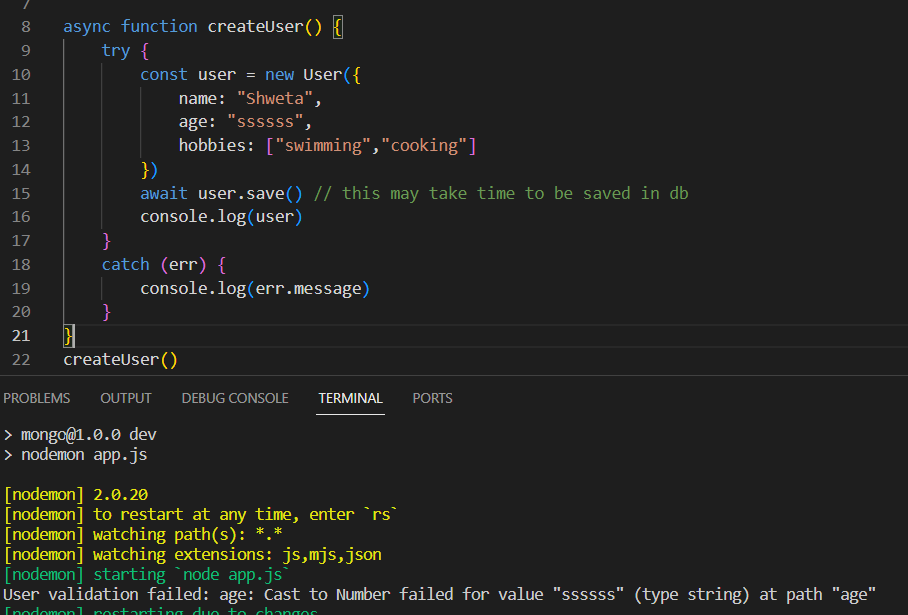 7
8 async function createUser() {
9 try {
10 const user = new User({
11 name: "Shweta",
12 age: "ssssss",
13 hobbies: ["swimming","cooking"]
14 })
15 await user.save() // this may take time to be saved in db
16 console.log(user)
17 }
18 catch (err) {
19 console.log(err.message)
20 }
21 }
22 createUser()
PROBLEMS OUTPUT DEBUG CONSOLE TERMINAL PORTS
> mongo@1.0.0 dev
> nodemon app.js
[nodemon] 2.0.20
[nodemon] to restart at any time, enter `rs`
[nodemon] watching path(s): *.*
[nodemon] watching extensions: js,mjs,json
[nodemon] starting `node app.js`
User validation failed: age: Cast to Number failed for value "ssssss" (type string) at path "age"
[nodemon] restarting due to changes...